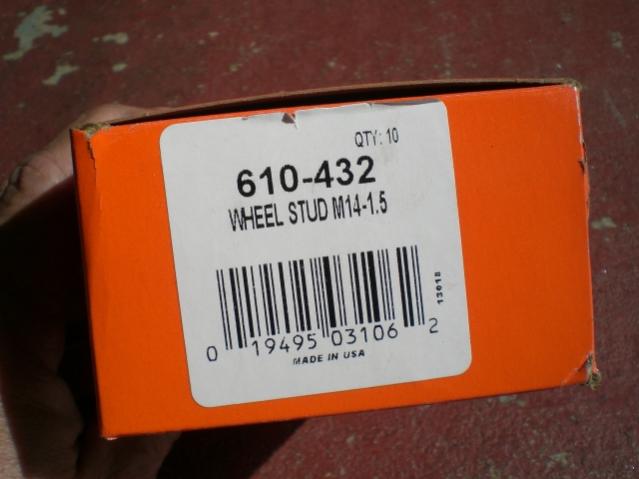 QTY: 10
610-432
WHEEL STUD M14-1.5
13018
0 19495 03106 2
MADE IN USA